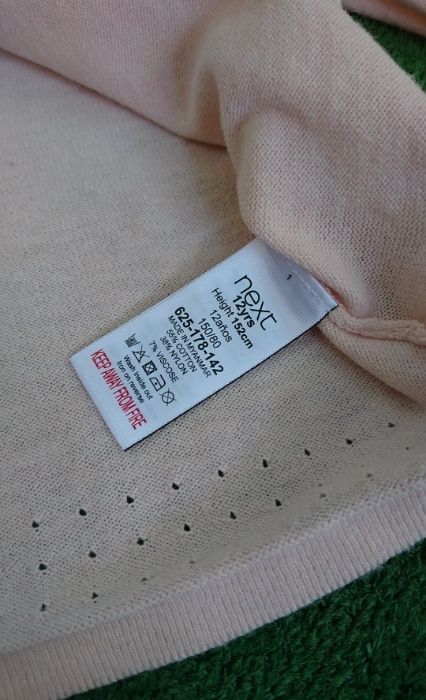 1
next
12yrs
Height 152cm
12años
150/80
625-178-142
MADE IN MYANMAR
55% COTTON
38% NYLON
7% VISCOSE
Wash inside out
Iron on reverse
KEEP AWAY FROM FIRE